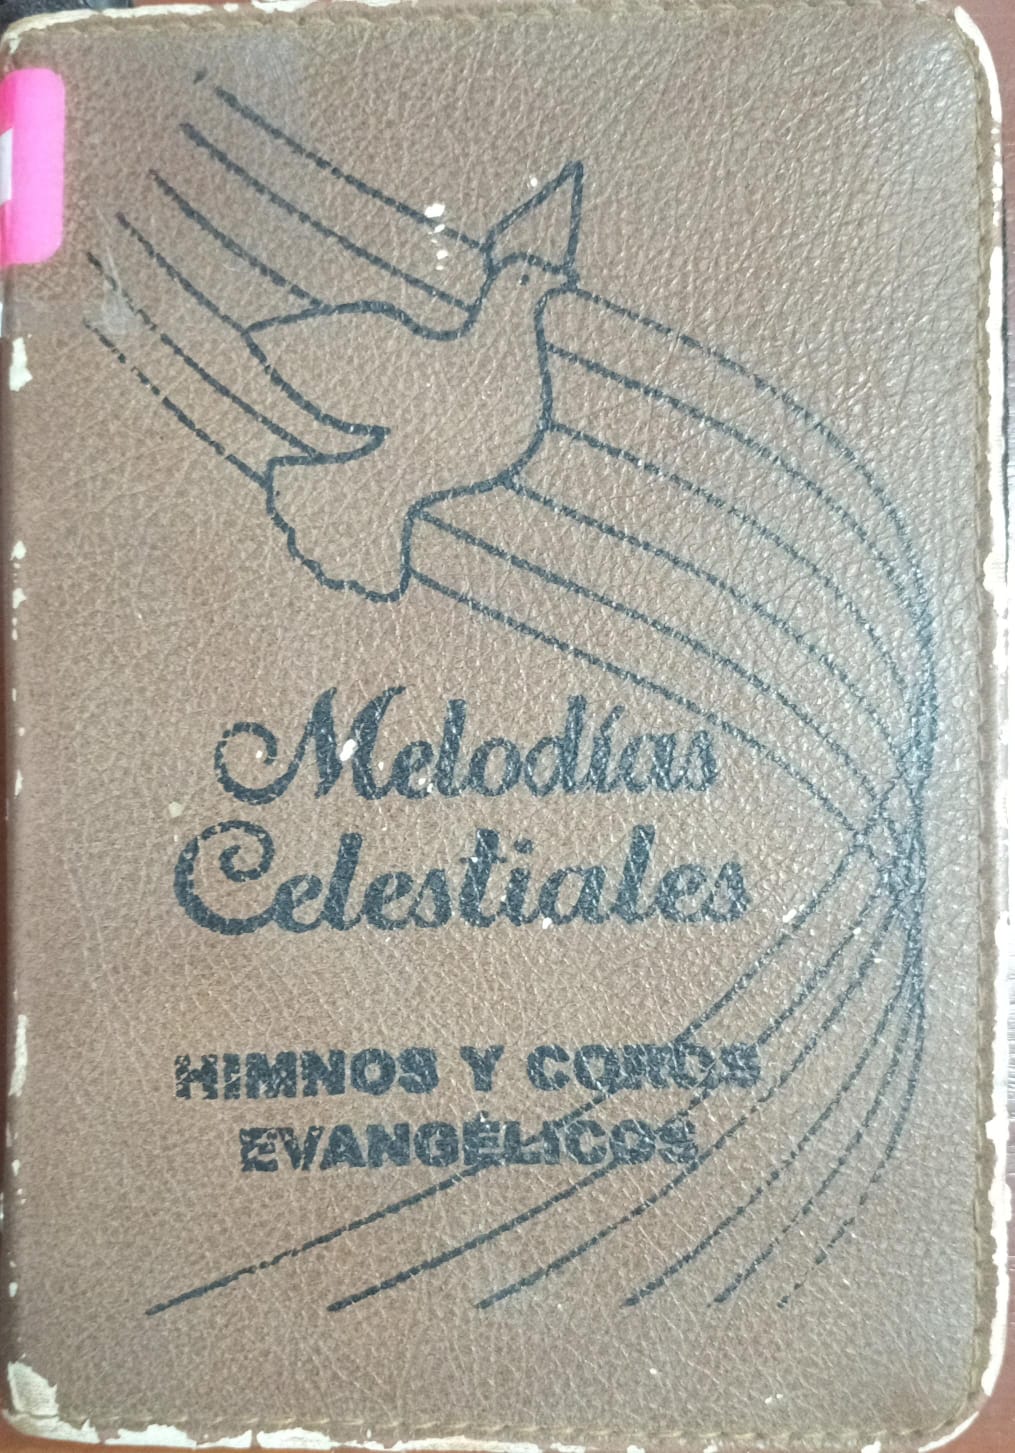 Melodías
Celestiales
HIMNOS Y COROS
EVANGÉLICOS